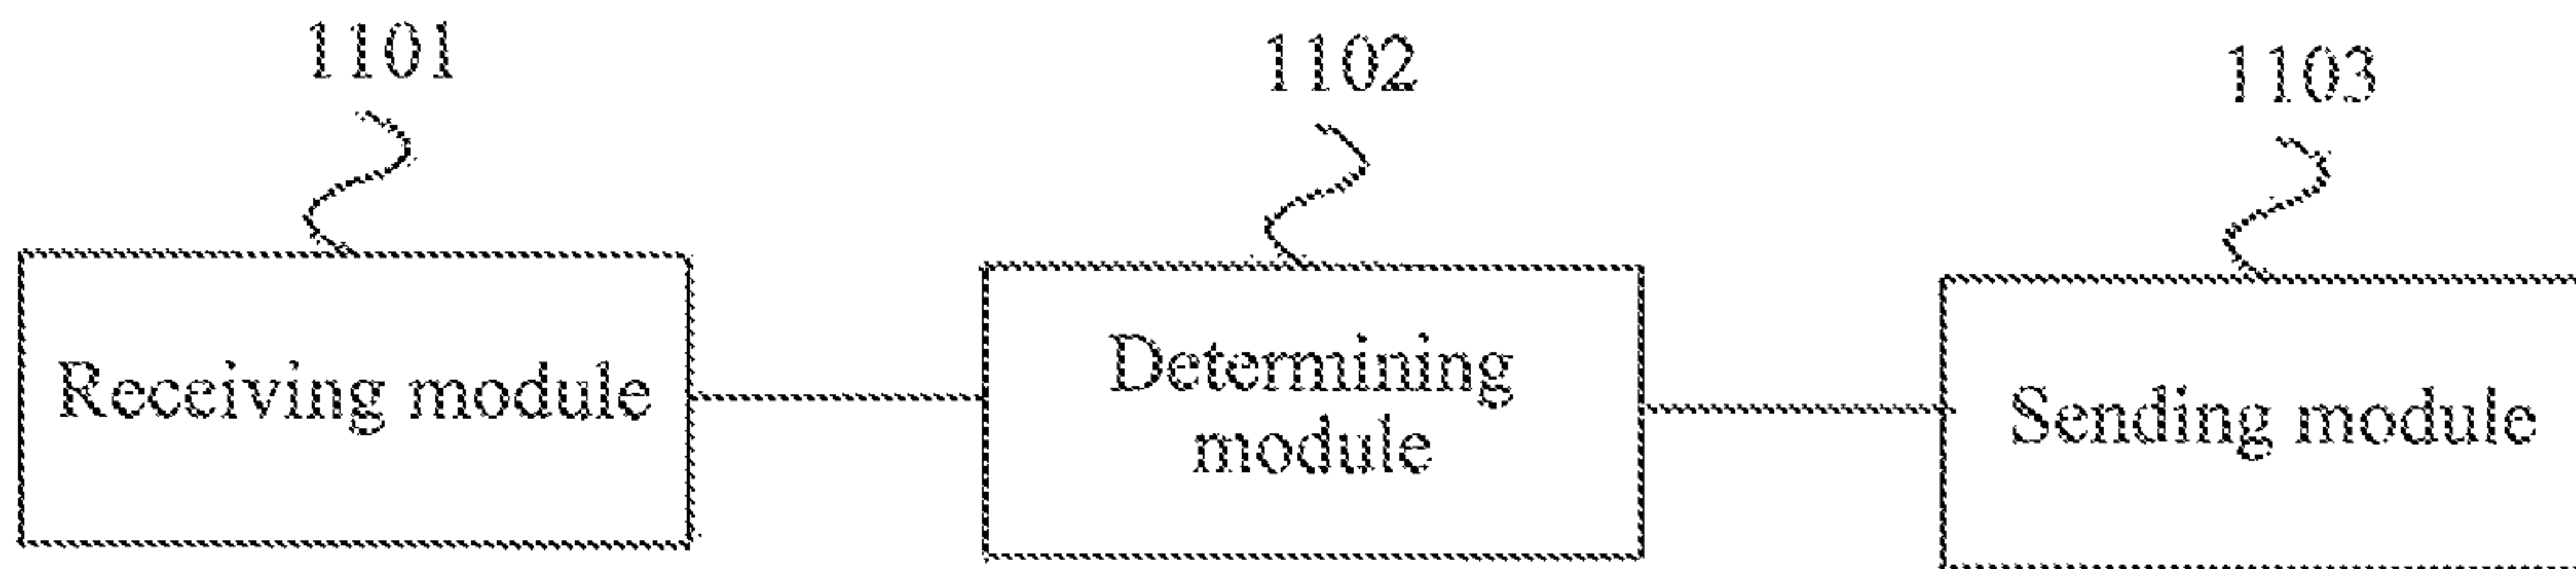 1101
1102
1103
Receiving module
Determining
module
Sending module